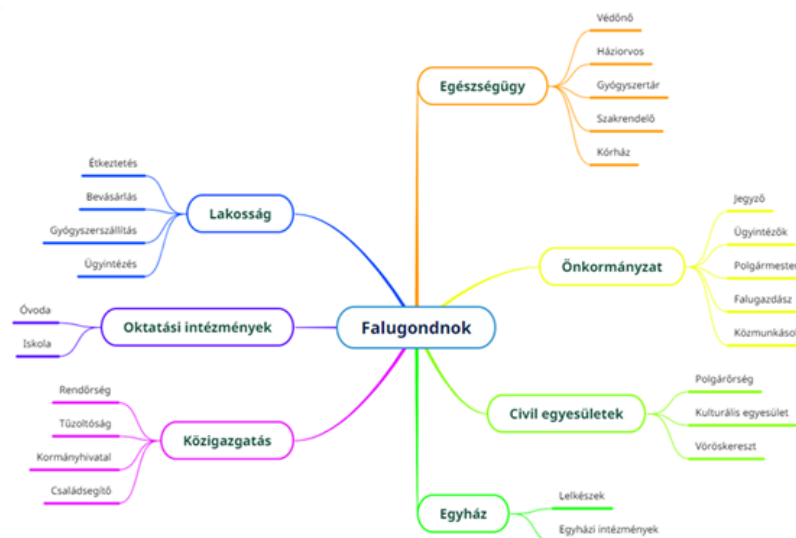 Védőnő
Háziorvos
Egészségügy
Gyógyszertár
Szakrendelő
Kórház
Étkeztetés
Bevásárlás
Lakosság
Gyógyszerszállítás
Ügyintézés
Jegyző
Ügyintézők
Önkormányzat
Polgármester
Falugazdász
Közmunkások
Óvoda
Oktatási intézmények
Iskola
Falugondnok
Rendőrség
Tűzoltóság
Közigazgatás
Kormányhivatal
Családsegítő
Polgárőrség
Civil egyesületek
Kulturális egyesület
Vöröskereszt
Egyház
Lelkészek
Egyházi intézmények